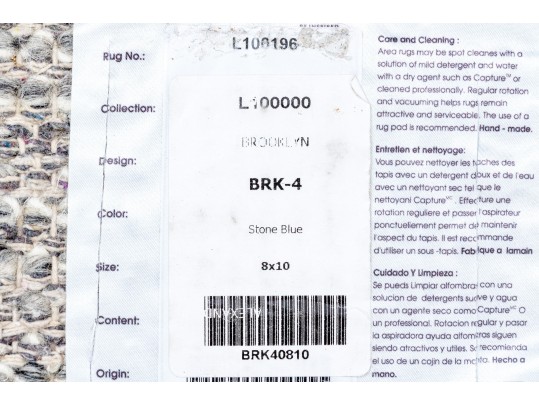 Rug No.:
L100196
Collection:
L100000
BROOKLYN
Design:
BRK-4
Color:
Stone Blue
Size:
8x10
Content:
BRK40810
Origin:
Care and Cleaning :
Area rugs may be spot cleanes with a
solution of mild detergent and water
with a dry agent such as Capture™ or
cleaned professionally. Regular rotation
and vacuuming helps rugs remain
attractive and serviceable. The use of a
rug pad is recommended. Hand - made.
Entretien et nettoyage:
Vous pouvez nettoyer les taches des
tapis avec un detergent doux et de l'eau
avec un nettoyant sec tel que le
nettoyant Capture. Effecture une
rotation reguliere et passer l'aspirateur
ponctuellement permet de maintenir
l'aspect du tapis. Il est recommande
d'utiliser un sous -tapis. Fabrique a lamain
Cuidado Y Limpieza :
Se pueds Limpiar alfombras con una
solucion de detergents suave y agua
con un agente seco como Capture O
un professional. Rotacion regular y pasar
la aspiradora ayuda alfombras siguen
siendo atractivos y utiles. Se recomienda
el uso de un cojin de la manta. Hecho a
mano.